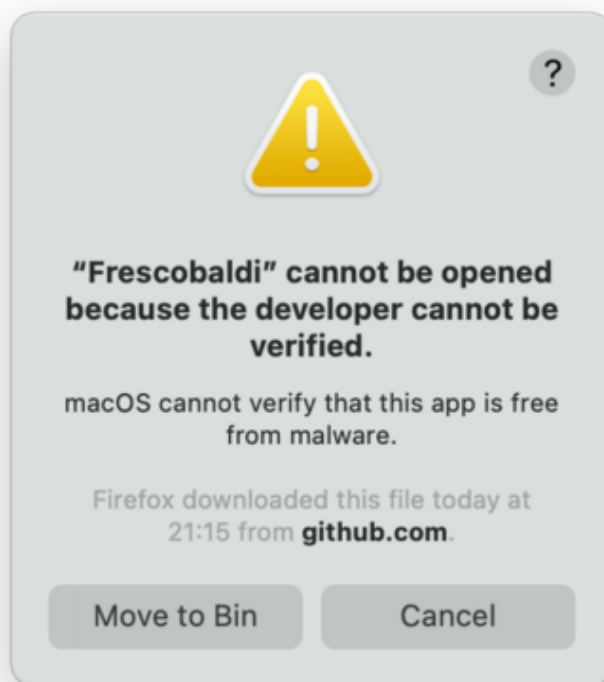 ?
“Frescobaldi” cannot be opened
because the developer cannot be
verified.
macOS cannot verify that this app is free
from malware.
Firefox downloaded this file today at
21:15 from github.com.
Move to Bin
Cancel